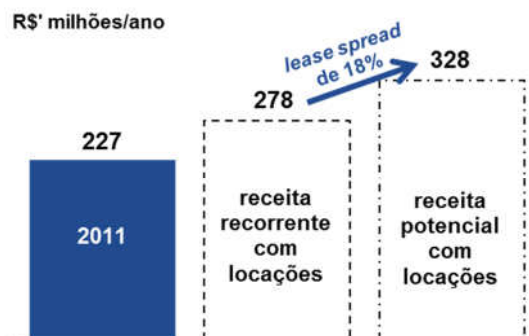 R$' milhões/ano
lease spread
de 18%
328
278
227
2011
receita
recorrente
com
locações
receita
potencial
com
locações